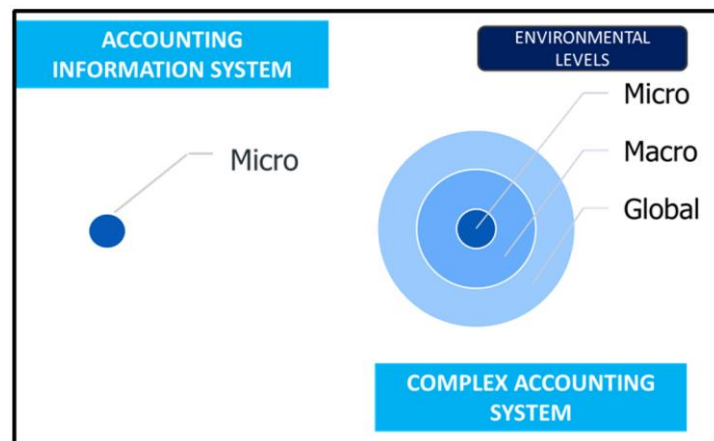 ACCOUNTING
INFORMATION SYSTEM
ENVIRONMENTAL
LEVELS
Micro
Micro
Macro
Global
COMPLEX ACCOUNTING
SYSTEM